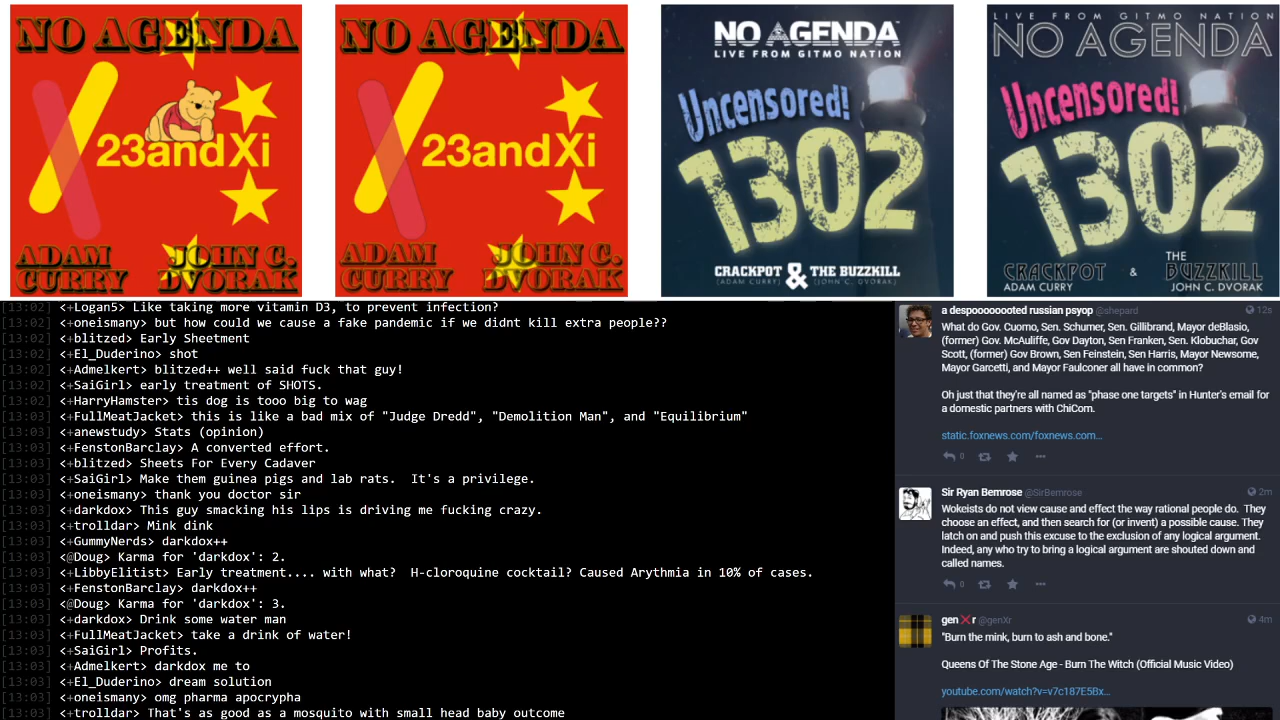 NO AGENDA
23andXi
ADAM CURRY
JOHN C. DVORAK
NO AGENDA
23andXi
ADAM CURRY
JOHN C. DVORAK
NO AGENDA™
LIVE FROM GITMO NATION
Uncensored!
1302
CRACKPOT & THE BUZZKILL
[ADAM CURRY] [JOHN C. DVORAK]
LIVE FROM GITMO NATION
NO AGENDA
Uncensored!
1302
CRACKPOT & THE BUZZKILL
ADAM CURRY JOHN C. DVORAK
[13:02] <+Logan5> Like taking more vitamin D3, to prevent infection?
[13:02] <+oneismany> but how could we cause a fake pandemic if we didnt kill extra people??
[13:02] <+blitzed> Early Sheetment
[13:02] <+El_Duderino> shot
[13:02] <+Admelkert> blitzed++ well said fuck that guy!
[13:02] <+SaiGirl> early treatment of SHOTS.
[13:02] <+HarryHamster> tis dog is tooo big to wag
[13:03] <+FullMeatJacket> this is like a bad mix of "Judge Dredd", "Demolition Man", and "Equilibrium"
[13:03] <+anewstudy> Stats (opinion)
[13:03] <+FenstonBarclay> A converted effort.
[13:03] <+blitzed> Sheets For Every Cadaver
[13:03] <+SaiGirl> Make them guinea pigs and lab rats.  It's a privilege.
[13:03] <+oneismany> thank you doctor sir
[13:03] <+darkdox> This guy smacking his lips is driving me fucking crazy.
[13:03] <+trolldar> Mink dink
[13:03] <+GummyNerds> darkdox++
[13:03] <@Doug> Karma for 'darkdox': 2.
[13:03] <+LibbyElitist> Early treatment.... with what?  H-cloroquine cocktail? Caused Arythmia in 10% of cases.
[13:03] <+FenstonBarclay> darkdox++
[13:03] <@Doug> Karma for 'darkdox': 3.
[13:03] <+darkdox> Drink some water man
[13:03] <+FullMeatJacket> take a drink of water!
[13:03] <+SaiGirl> Profits.
[13:03] <+Admelkert> darkdox me to
[13:03] <+El_Duderino> dream solution
[13:03] <+oneismany> omg pharma apocrypha
[13:03] <+trolldar> That's as good as a mosquito with small head baby outcome
a despoooooooted russian psyop @shepard 12s
What do Gov. Cuomo, Sen. Schumer, Sen. Gillibrand, Mayor deBlasio,
(former) Gov. McAuliffe, Gov Dayton, Sen Franken, Sen. Klobuchar, Gov
Scott, (former) Gov Brown, Sen Feinstein, Sen Harris, Mayor Newsome,
Mayor Garcetti, and Mayor Faulconer all have in common?
Oh just that they're all named as "phase one targets" in Hunter's email for
a domestic partners with ChiCom.
static.foxnews.com/foxnews.com…
0
Sir Ryan Bemrose @SirBemrose 2m
Wokeists do not view cause and effect the way rational people do.  They
choose an effect, and then search for (or invent) a possible cause. They
latch on and push this excuse to the exclusion of any logical argument.
Indeed, any who try to bring a logical argument are shouted down and
called names.
0
gen❌r @genXr 4m
"Burn the mink, burn to ash and bone."
Queens Of The Stone Age - Burn The Witch (Official Music Video)
youtube.com/watch?v=v7c187E5Bx…